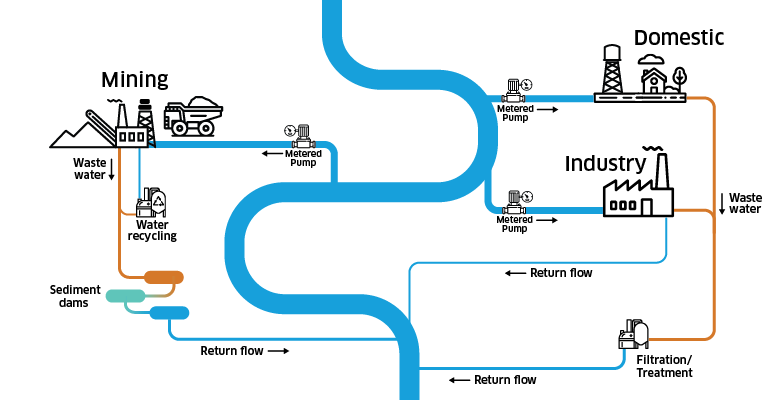 Domestic
Mining
Metered
Pump
Metered
Pump
Industry
Waste
water
Waste
water
Metered
Pump
Water
recycling
Return flow
Sediment
dams
Return flow
Filtration/
Treatment
Return flow